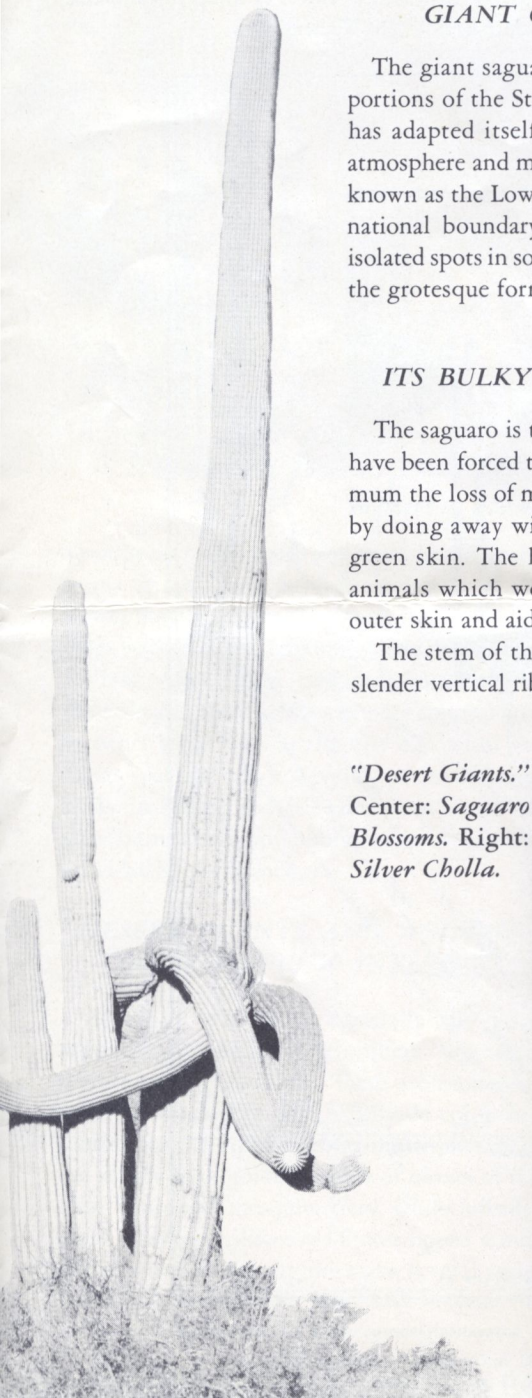 GIANT
The giant sagua
portions of the St
has adapted itself
atmosphere and m
known as the Low
national boundary
isolated spots in so
the grotesque for
ITS BULKY
The saguaro is
have been forced t
mum the loss of m
by doing away wi
green skin. The
animals which we
outer skin and aid
The stem of th
slender vertical ri
"Desert Giants."
Center: Saguaro
Blossoms. Right:
Silver Cholla.